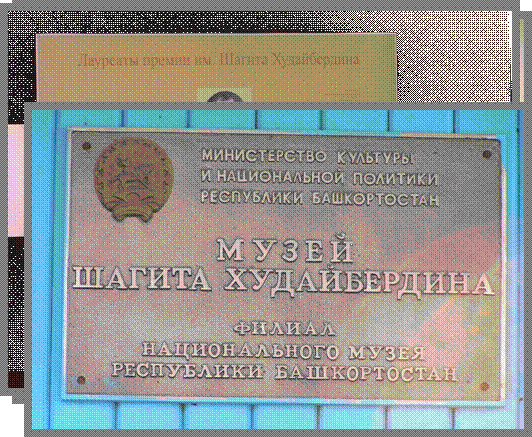 Лауреаты премии им. Шагита Худайбердина
МИНИСТЕРСТВО КУЛЬТУРЫ
И НАЦИОНАЛЬНОЙ ПОЛИТИКИ
РЕСПУБЛИКИ БАШКОРТОСТАН
МУЗЕЙ
ШАГИТА ХУДАЙБЕРДИНА
ФИЛИАЛ
НАЦИОНАЛЬНОГО МУЗЕЯ
РЕСПУБЛИКИ БАШКОРТОСТАН